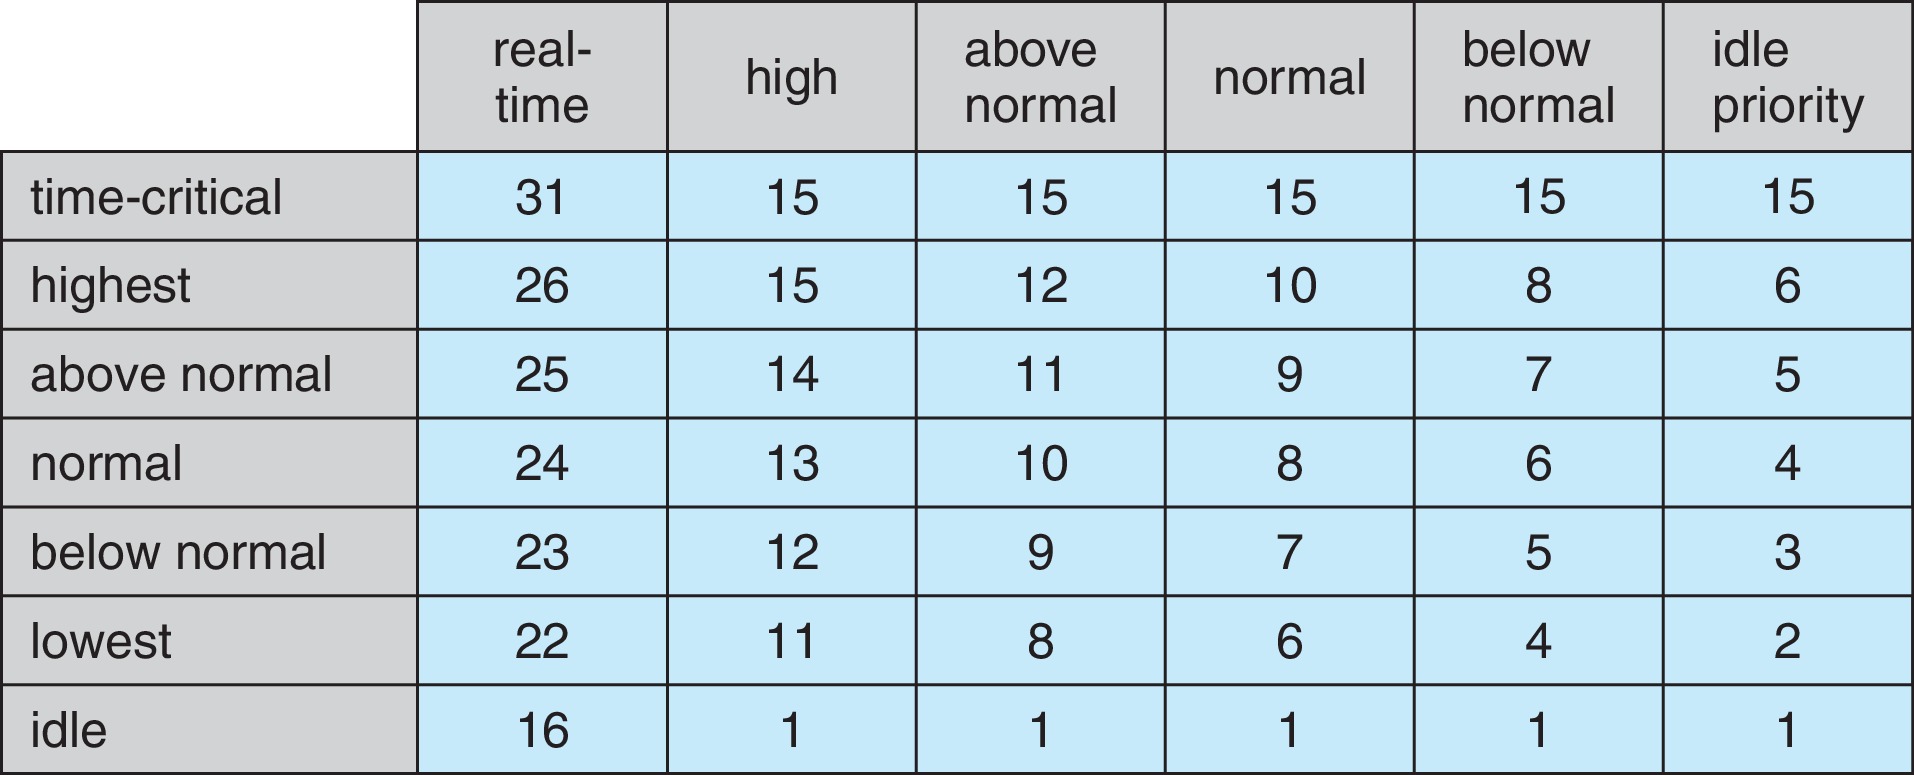 real-
time
high
above
normal
normal
below
normal
idle
priority
time-critical 31 15 15 15 15 15
highest 26 15 12 10 8 6
above normal 25 14 11 9 7 5
normal 24 13 10 8 6 4
below normal 23 12 9 7 5 3
lowest 22 11 8 6 4 2
idle 16 1 1 1 1 1